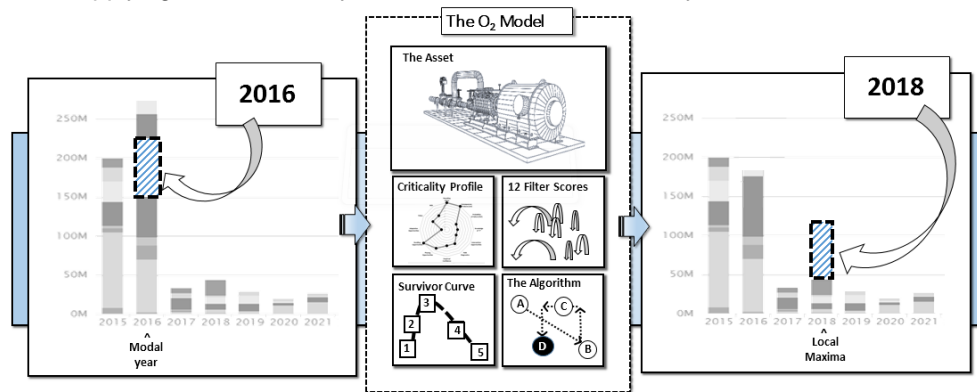 The O₂ Model
2016
250M
200M
150M
100M
50M
0M
2015 2016 2017 2018 2019 2020 2021
^
Modal
year
The Asset
Criticality Profile
12 Filter Scores
Survivor Curve
1
2
3
4
5
The Algorithm
A
C
D
B
2018
250M
200M
150M
100M
50M
0M
2015 2016 2017 2018 2019 2020 2021
^
Local
Maxima